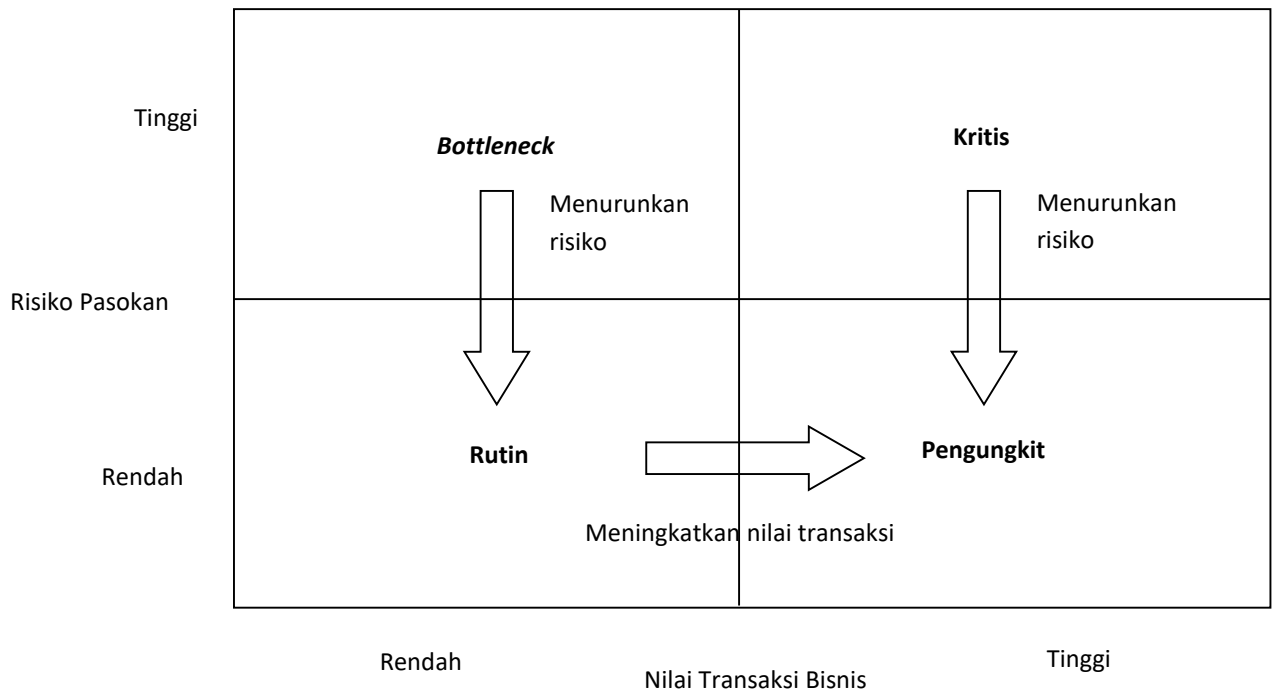 Tinggi
Bottleneck
Kritis
Menurunkan
risiko
Menurunkan
risiko
Risiko Pasokan
Rendah
Rutin
Pengungkit
Meningkatkan nilai transaksi
Rendah
Nilai Transaksi Bisnis
Tinggi